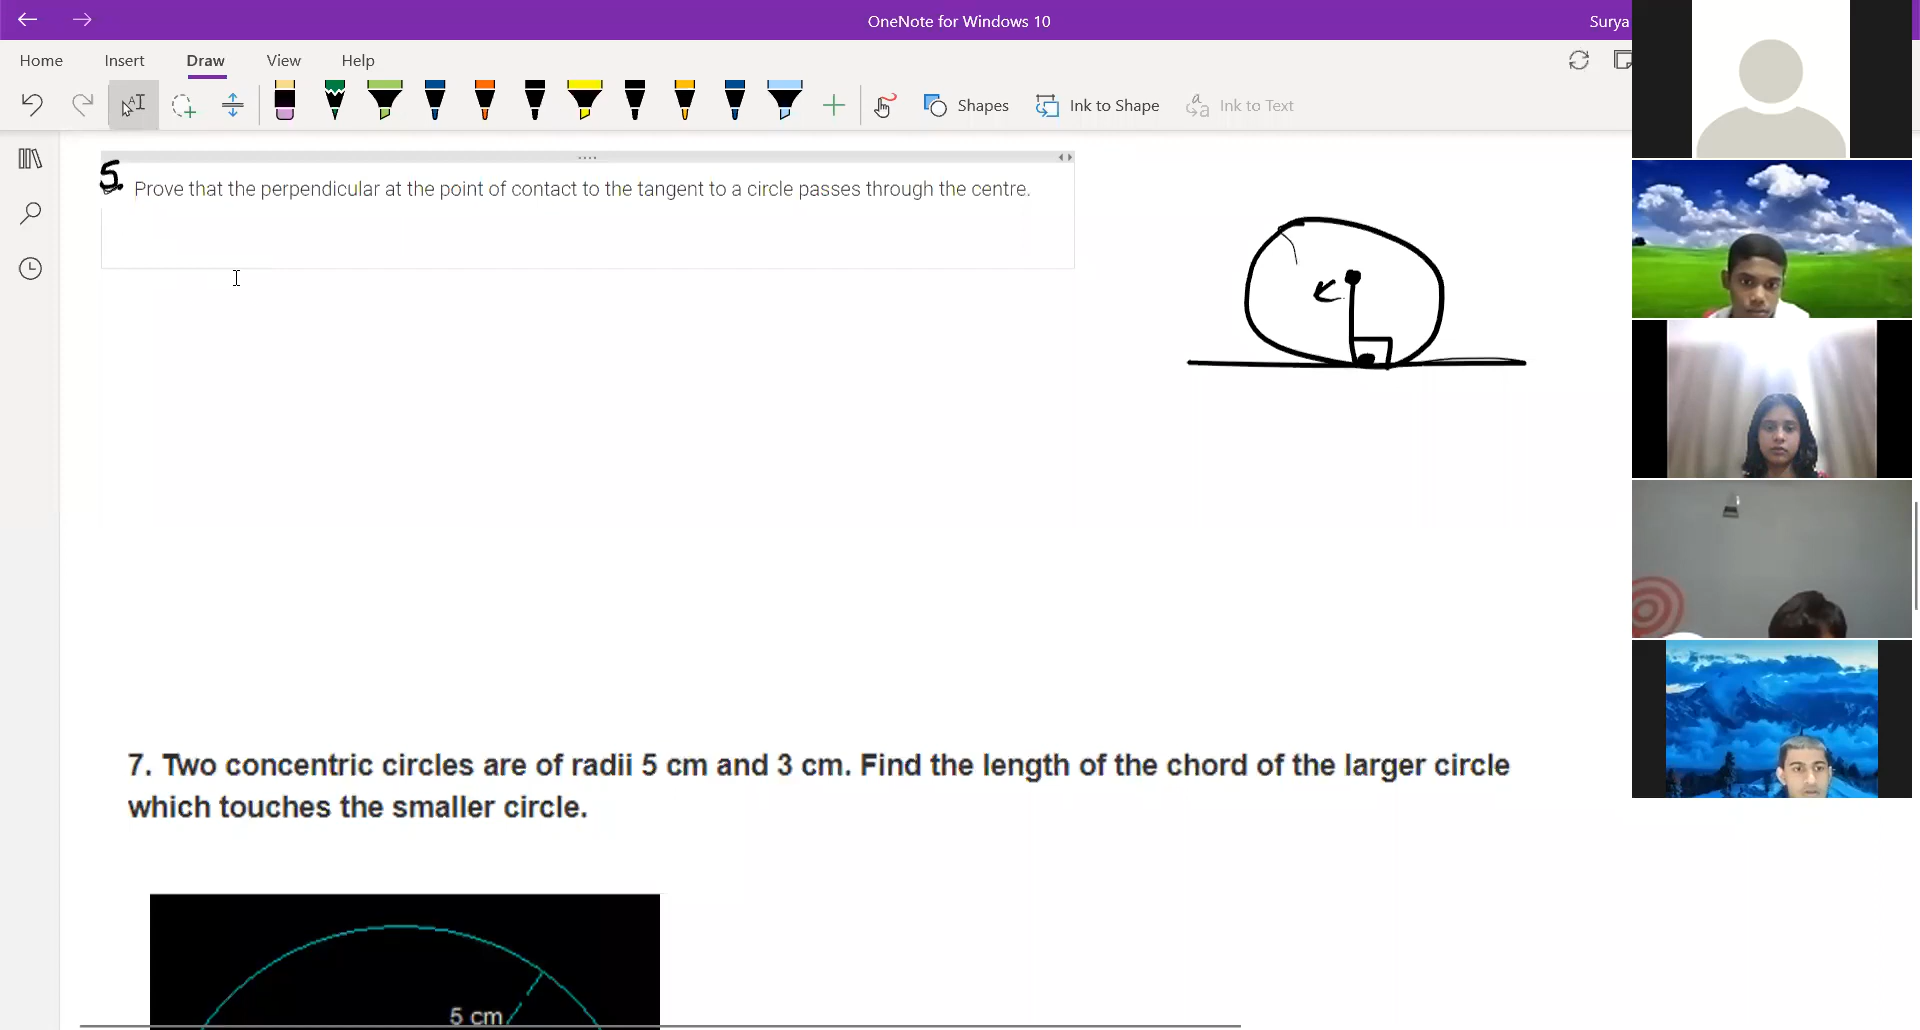 OneNote for Windows 10
Surya
Home Insert Draw View Help
Shapes Ink to Shape Ink to Text
5. Prove that the perpendicular at the point of contact to the tangent to a circle passes through the centre.
7. Two concentric circles are of radii 5 cm and 3 cm. Find the length of the chord of the larger circle
which touches the smaller circle.
5 cm